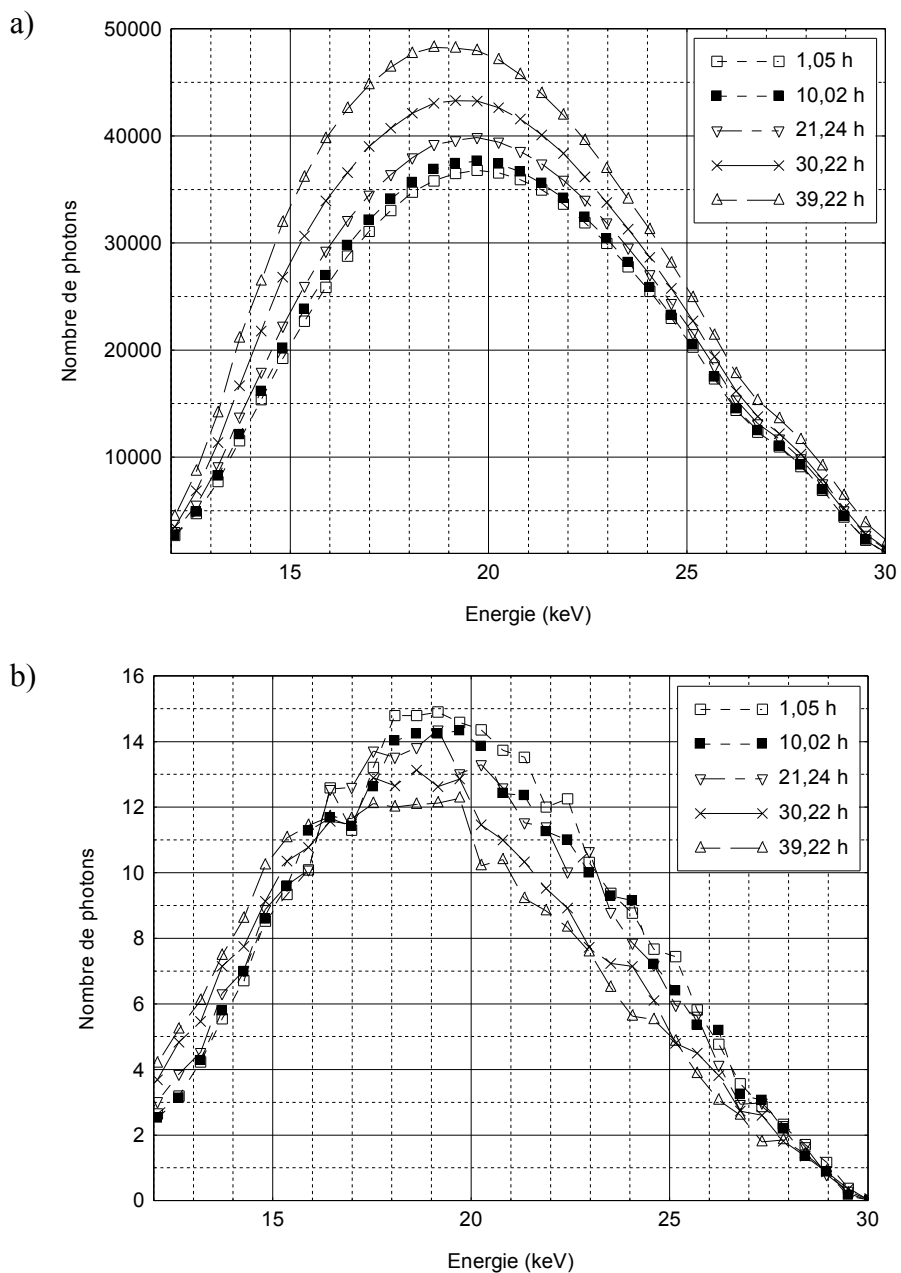 a)
50000
40000
30000
20000
10000
Nombre de photons
1,05 h
10,02 h
21,24 h
30,22 h
39,22 h
15
20
25
30
Energie (keV)
b)
16
14
12
10
8
6
4
2
0
Nombre de photons
1,05 h
10,02 h
21,24 h
30,22 h
39,22 h
15
20
25
30
Energie (keV)